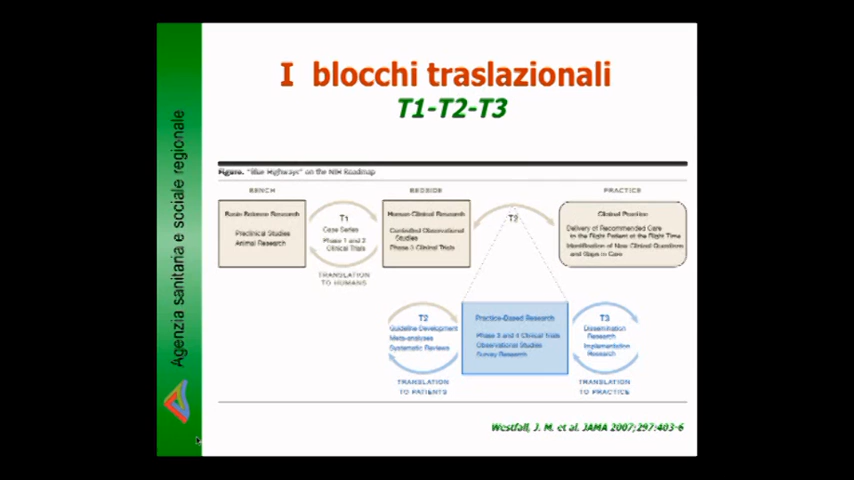 I blocchi traslazionali
T1-T2-T3
Agenzia sanitaria e sociale regionale
Figure. "Blue Highways" on the NIH Roadmap
BENCH
BEDSIDE
PRACTICE
Basic Science Research
Preclinical Studies
Animal Research
T1
Case Series
Phase 1 and 2
Clinical Trials
TRANSLATION
TO HUMANS
Human Clinical Research
Controlled Observational
Studies
Phase 3 Clinical Trials
T2
Clinical Practice
Delivery of Recommended Care
to the Right Patient at the Right Time
Identification of New Clinical Questions
and Gaps in Care
T2
Guideline Development
Meta-analyses
Systematic Reviews
TRANSLATION
TO PATIENTS
Practice-Based Research
Phase 3 and 4 Clinical Trials
Observational Studies
Survey Research
T3
Dissemination
Research
Implementation
Research
TRANSLATION
TO PRACTICE
Westfall, J. M. et al. JAMA 2007;297:403-6